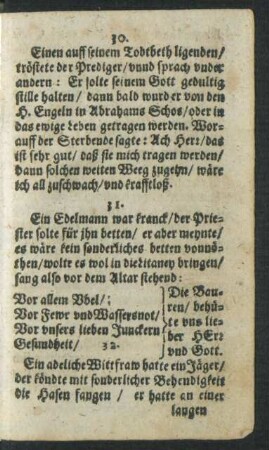 30.
Einen auff seinem Todtbeth ligenden/
tröstete der Prediger/ vnnd sprach vnder
andern: Er solte seinem Gott gedultig
stille halten/ dann bald wurd er von den
H. Engeln in Abrahams Schos/ oder in
das ewige Leben getragen werden. Wor-
auff der Sterbende sagte: Ach Herr/ das
ist sehr gut/ daß sie mich tragen werden/
dann solchen weiten Weeg zugehn/ wäre
ich all zuschwach/ vnd krafftloß.
31.
Ein Edelmann war kranck/ der Prie-
ster solte für jhn betten/ er aber meynte/
es wäre kein sonderliches betten vonnö-
then/ wolte es wol in die Litaney bringen/
sang also vor dem Altar stehend:
Vor allem Vbel/;
Vor Fewr vnd Wassersnot/
Vor vnsers lieben Junckern
Gesundheit/
Die Bau-
ren/ behü-
te vns lie-
ber HErr
vnd Gott.
32.
Ein adeliche Wittfraw hatte ein Jäger/
der köndte mit sonderlicher Behendigkeit
die Hasen fangen/ er hatte an einer
langen